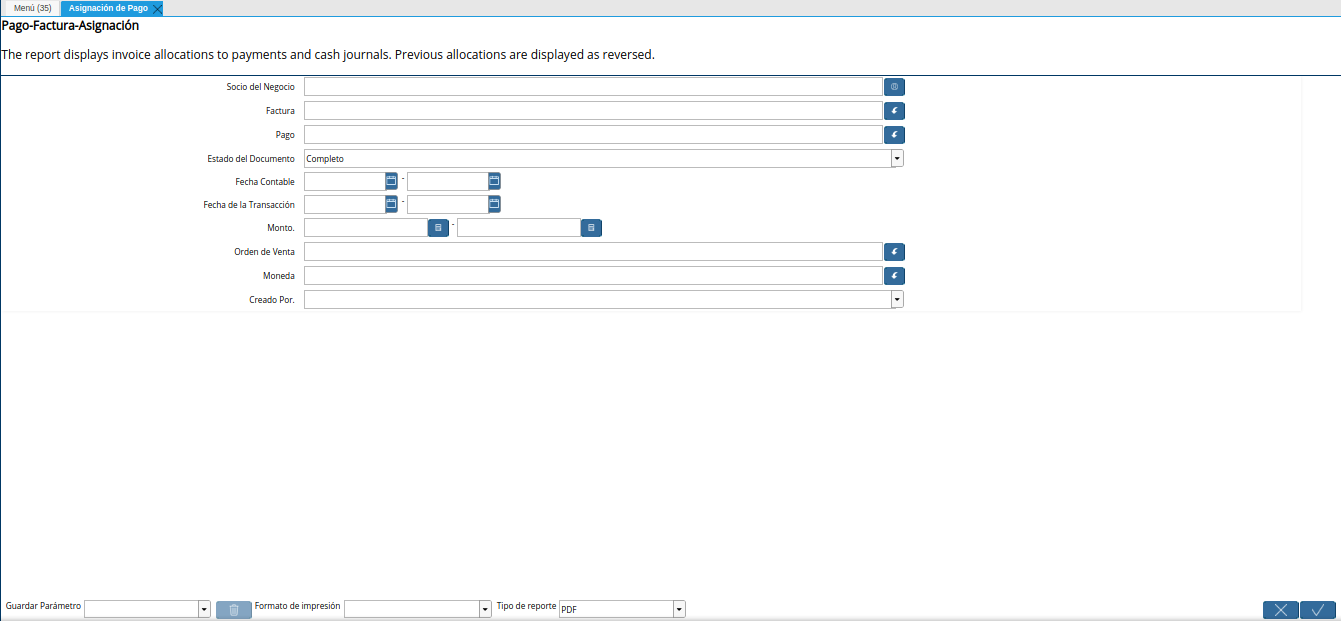 Menú (35) Asignación de Pago
Pago-Factura-Asignación
The report displays invoice allocations to payments and cash journals. Previous allocations are displayed as reversed.
Socio del Negocio
Factura
Pago
Estado del Documento Completo
Fecha Contable -
Fecha de la Transacción -
Monto. -
Orden de Venta
Moneda
Creado Por.
Guardar Parámetro Formato de impresión Tipo de reporte PDF